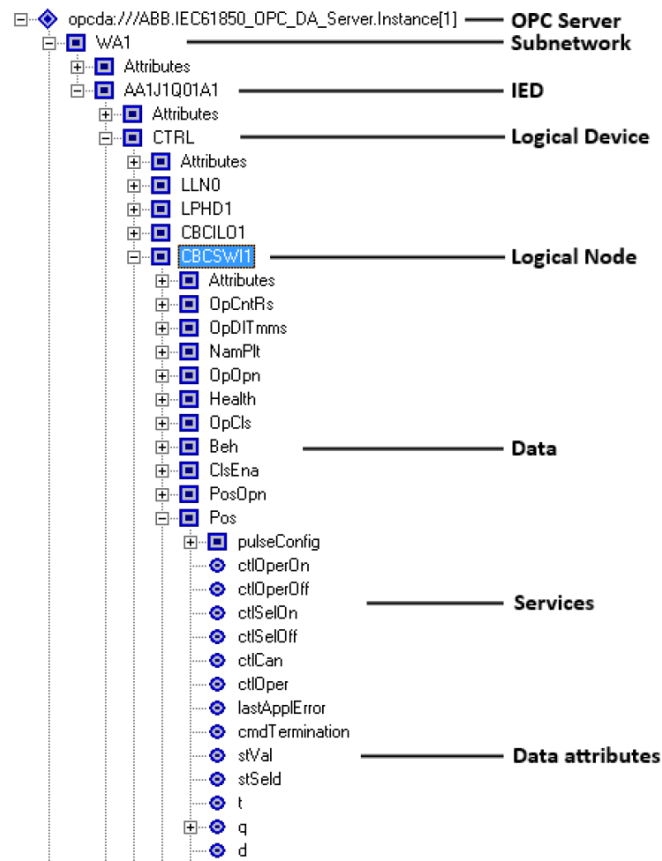 opcda:///ABB.IEC61850_OPC_DA_Server.Instance[1] OPC Server
WA1 Subnetwork
Attributes
AA1J1Q01A1 IED
Attributes
CTRL Logical Device
Attributes
LLN0
LPHD1
CBCILO1
CBCSWI1 Logical Node
Attributes
OpCntRs
OpDITmms
NamPlt
OpOpn
Health
OpCls
Beh Data
ClsEna
PosOpn
Pos
pulseConfig
ctlOperOn
ctlOperOff
ctlSelOn Services
ctlSelOff
ctlCan
ctlOper
lastApplError
cmdTermination
stVal Data attributes
stSeld
t
q
d